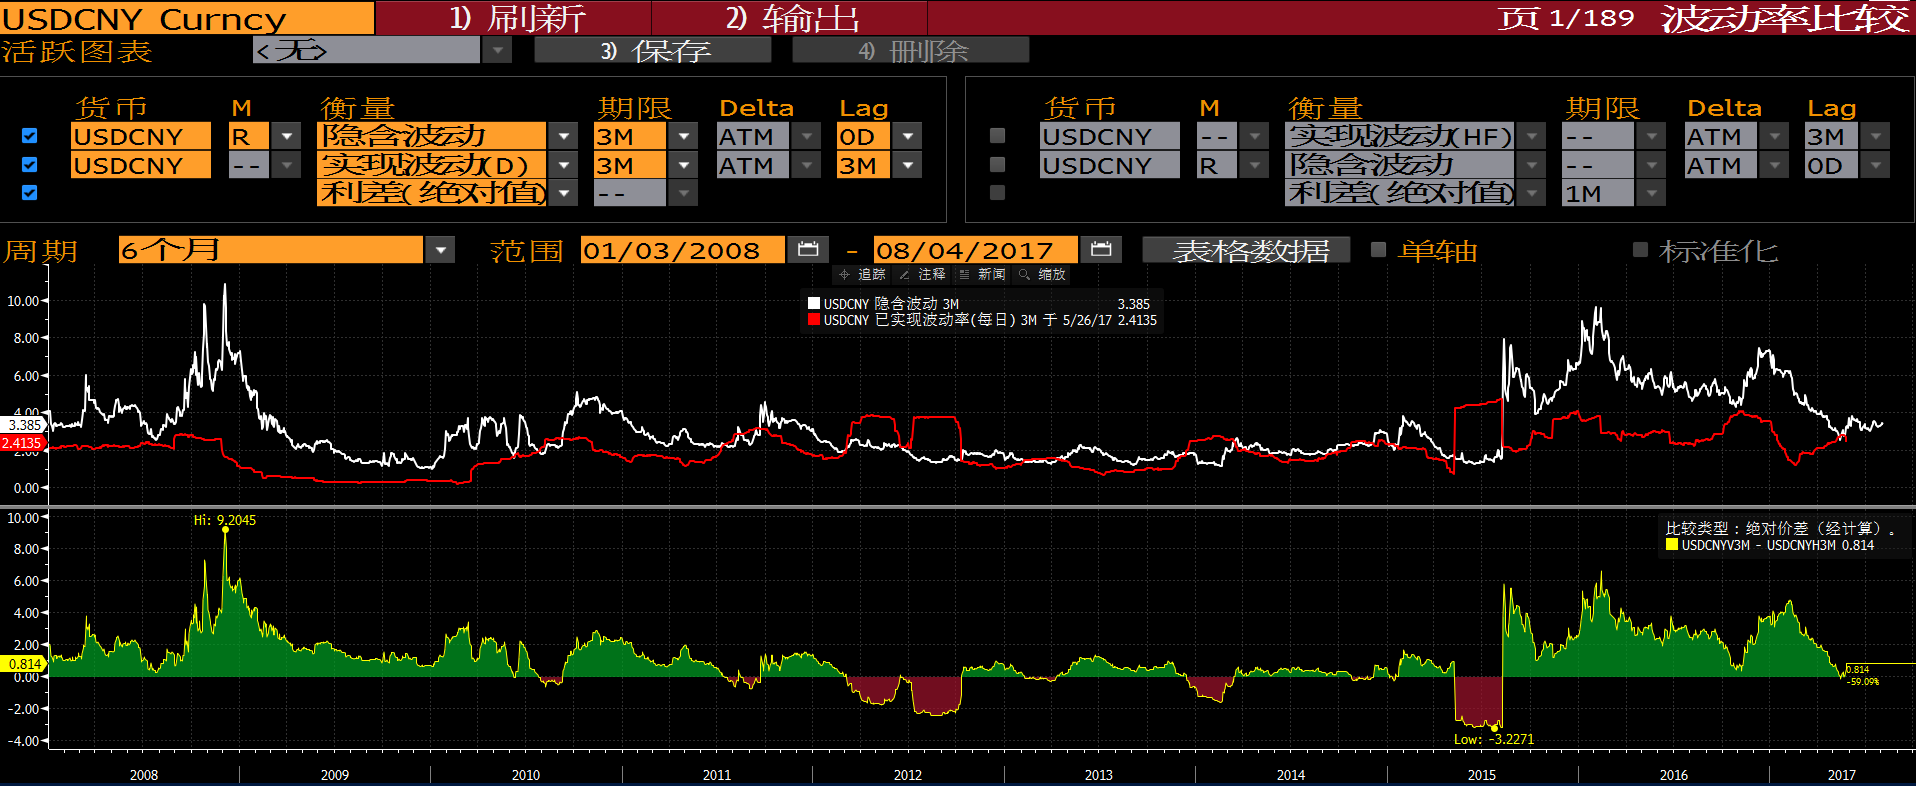 USDCNY Curncy 1) 刷新 2) 输出 页 1/189 波动率比较
活跃图表 <无> 3) 保存 4) 删除
货币 M 衡量 期限 Delta Lag
USDCNY R 隐含波动 3M ATM 0D
USDCNY -- 实现波动(D) 3M ATM 3M
利差(绝对值) --
货币 M 衡量 期限 Delta Lag
USDCNY -- 实现波动(HF) -- ATM 3M
USDCNY R 隐含波动 -- ATM 0D
利差(绝对值) 1M
周期 6个月 范围 01/03/2008 - 08/04/2017 表格数据 单轴 标准化
追踪 注释 新闻 缩放
USDCNY 隐含波动 3M 3.385
USDCNY 已实现波动率(每日) 3M 于 5/26/17 2.4135
10.00
8.00
6.00
4.00
3.385
2.4135
2.00
0.00
10.00
8.00
6.00
4.00
2.00
0.814
0.00
-2.00
-4.00
Hi: 9.2045
比较类型：绝对价差（经计算）。
USDCNYV3M - USDCNYH3M 0.814
0.814
-59.09%
Low: -3.2271
2008 2009 2010 2011 2012 2013 2014 2015 2016 2017